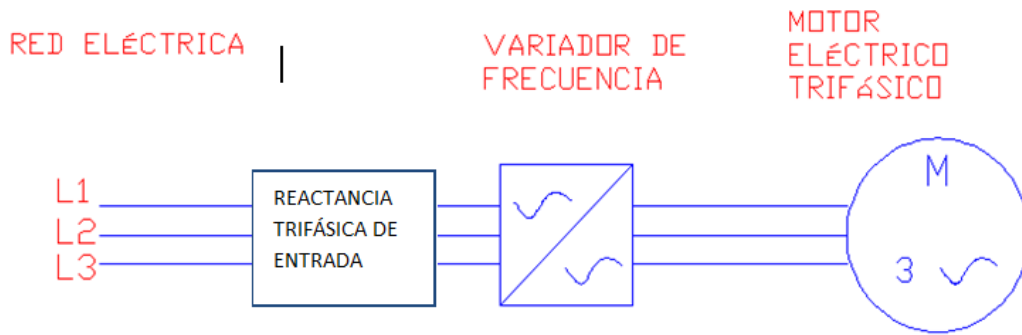 RED ELÉCTRICA
VARIADOR DE
FRECUENCIA
MOTOR
ELÉCTRICO
TRIFÁSICO
L1
L2
L3
REACTANCIA
TRIFÁSICA DE
ENTRADA
M
3